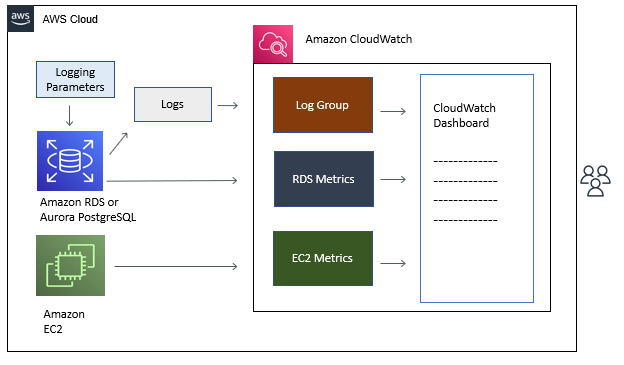 aws
AWS Cloud
Amazon CloudWatch
Logging
Parameters
Logs
Log Group
CloudWatch
Dashboard
--------------
RDS Metrics
--------------
--------------
--------------
Amazon RDS or
Aurora PostgreSQL
EC2 Metrics
Amazon
EC2